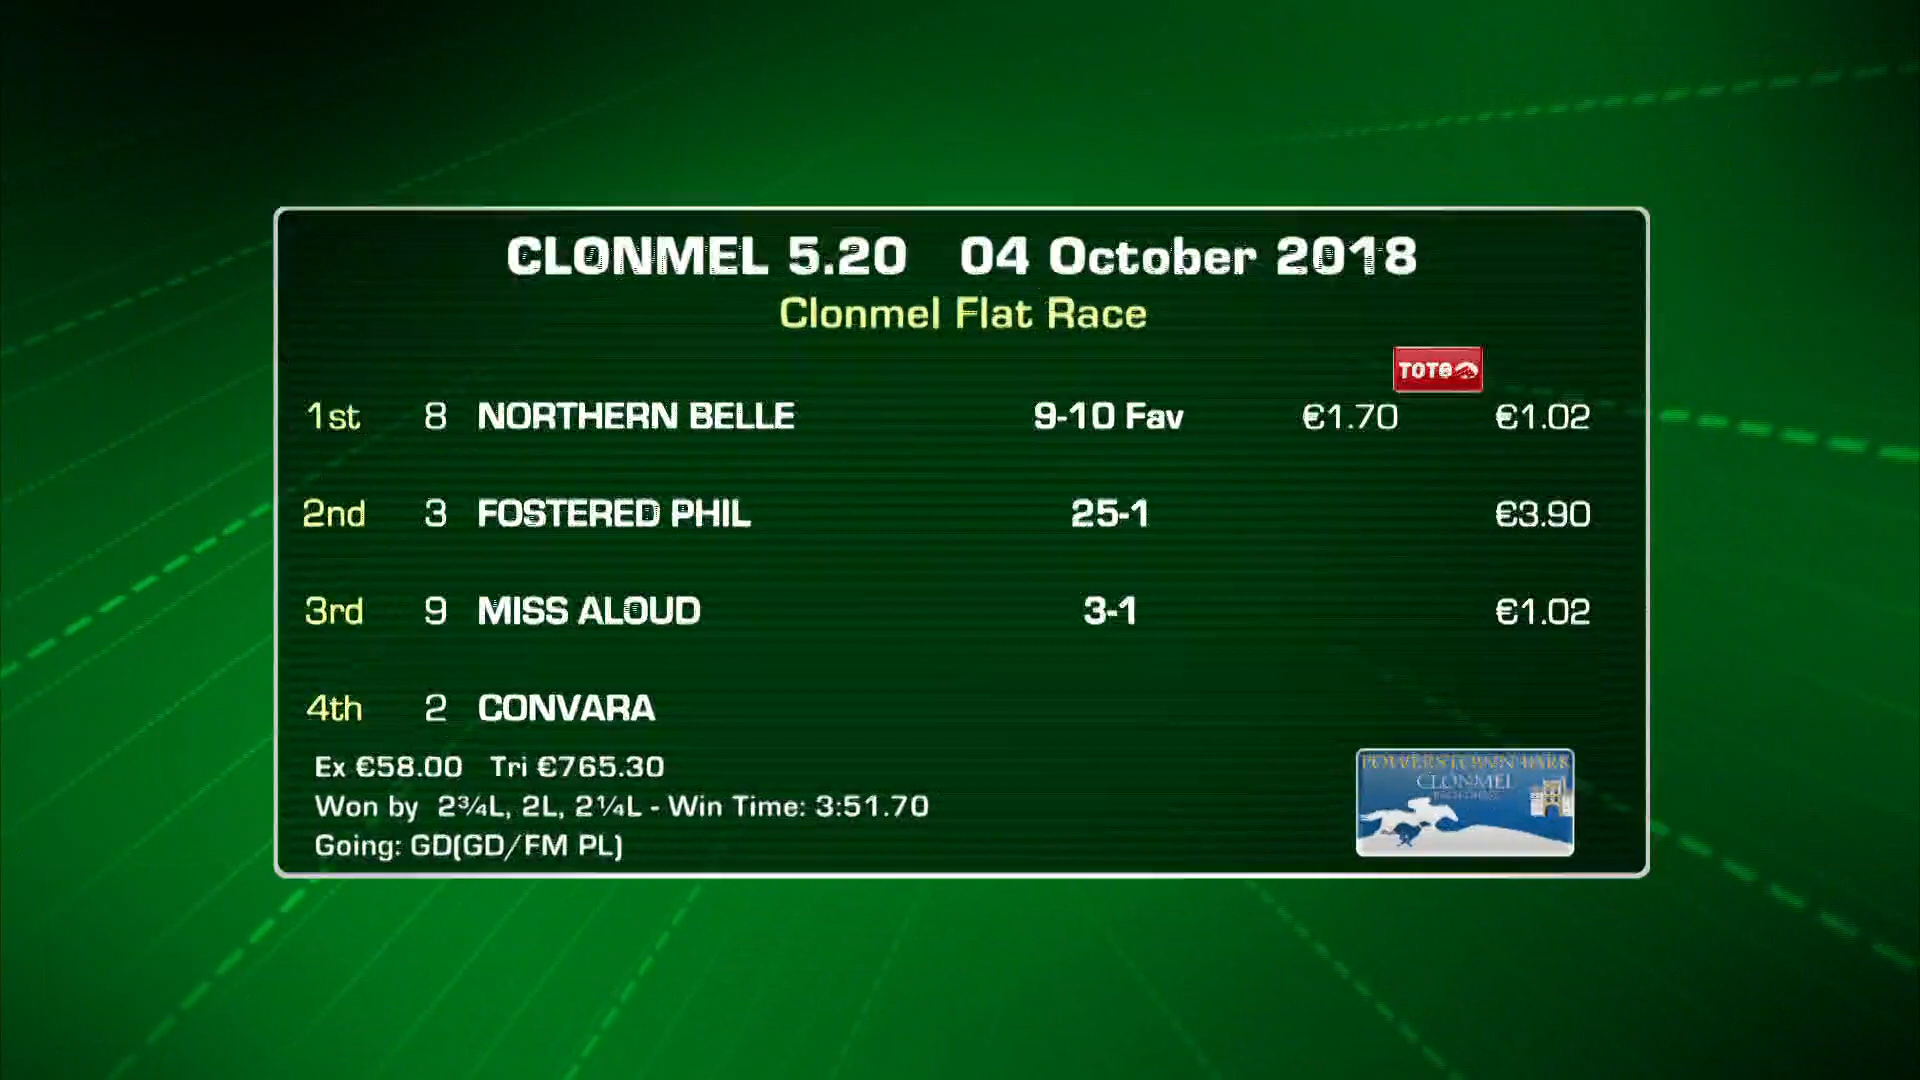 CLONMEL 5.20 04 October 2018
Clonmel Flat Race
TOTE
1st 8 NORTHERN BELLE 9-10 Fav €1.70 €1.02
2nd 3 FOSTERED PHIL 25-1 €3.90
3rd 9 MISS ALOUD 3-1 €1.02
4th 2 CONVARA
Ex €58.00 Tri €765.30
Won by 2¾L, 2L, 2¼L - Win Time: 3:51.70
Going: GD(GD/FM PL)
POWERSTOWN PARK
CLONMEL